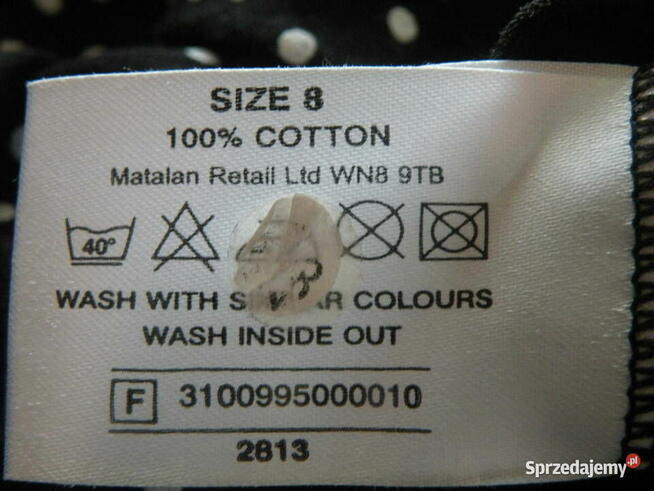 SIZE 8
100% COTTON
Matalan Retail Ltd WN8 9TB
40°
WASH WITH COLOURS
WASH INSIDE OUT
F 3100995000010
2813
Sprzedajemy.pl